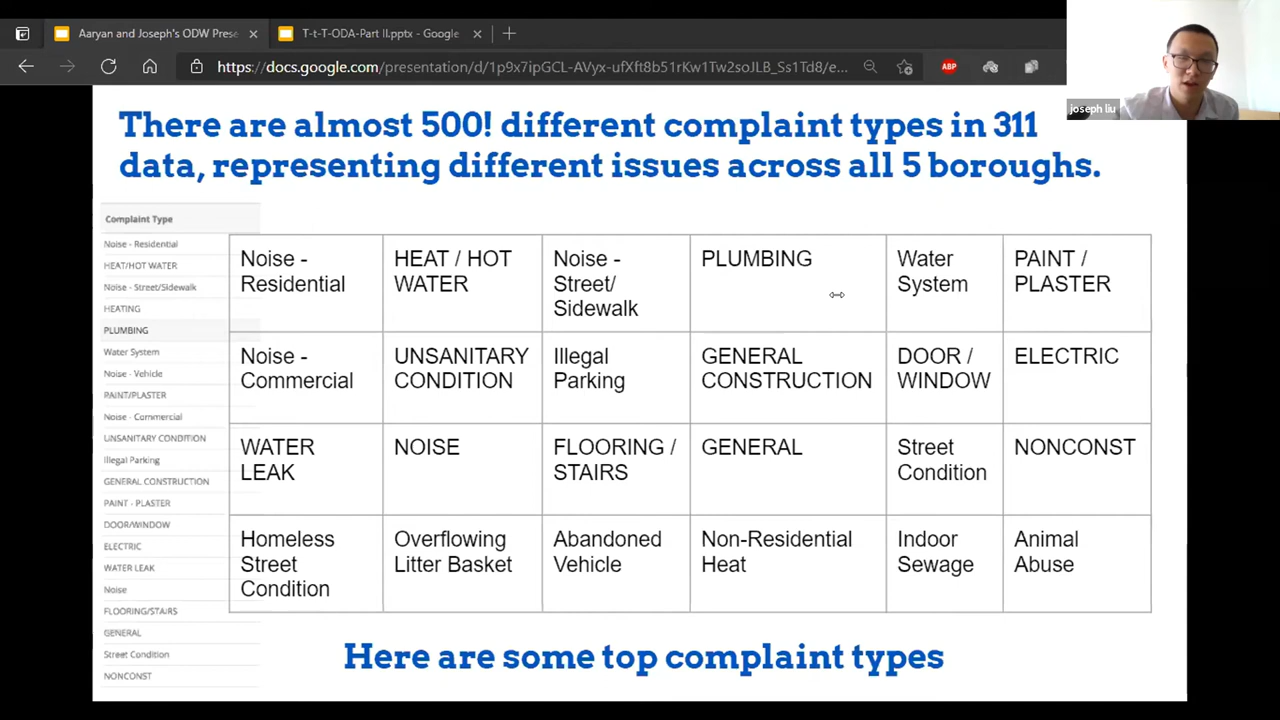 Aaryan and Joseph's ODW Prese
T-t-T-ODA-Part II.pptx - Google
https://docs.google.com/presentation/d/1p9x7ipGCL-AVyx-ufXft8b51rKw1Tw2soJLB_Ss1Td8/e...
ABP
joseph liu
There are almost 500! different complaint types in 311
data, representing different issues across all 5 boroughs.
Complaint Type
Noise - Residential
HEAT/HOT WATER
Noise - Street/Sidewalk
HEATING
PLUMBING
Water System
Noise - Vehicle
PAINT/PLASTER
Noise - Commercial
UNSANITARY CONDITION
Illegal Parking
GENERAL CONSTRUCTION
PAINT - PLASTER
DOOR/WINDOW
ELECTRIC
WATER LEAK
Noise
FLOORING/STAIRS
GENERAL
Street Condition
NONCONST
Noise -
Residential
HEAT / HOT
WATER
Noise -
Street/
Sidewalk
PLUMBING
Water
System
PAINT /
PLASTER
Noise -
Commercial
UNSANITARY
CONDITION
Illegal
Parking
GENERAL
CONSTRUCTION
DOOR /
WINDOW
ELECTRIC
WATER
LEAK
NOISE
FLOORING /
STAIRS
GENERAL
Street
Condition
NONCONST
Homeless
Street
Condition
Overflowing
Litter Basket
Abandoned
Vehicle
Non-Residential
Heat
Indoor
Sewage
Animal
Abuse
Here are some top complaint types